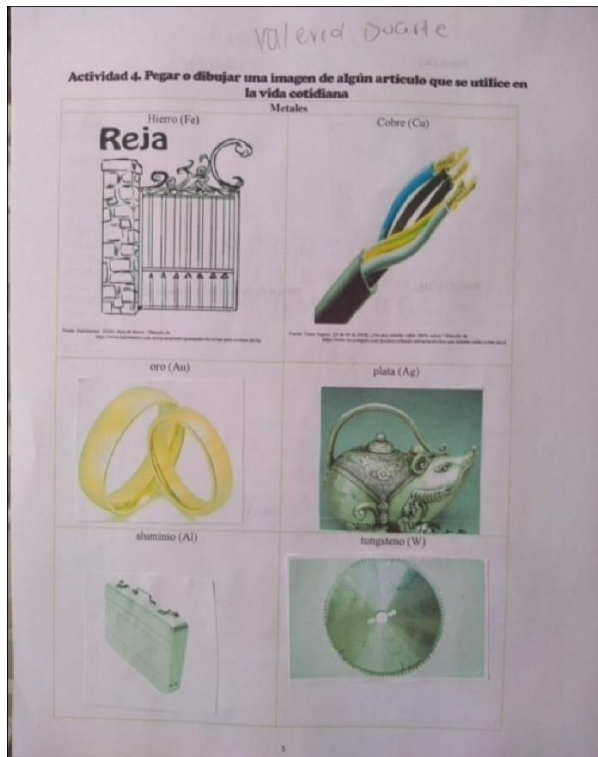 Valeria Duarte
Actividad 4. Pegar o dibujar una imagen de algún artículo que se utilice en
la vida cotidiana
Metales
Hierro (Fe)
Cobre (Cu)
Reja
oro (Au)
plata (Ag)
aluminio (Al)
tungsteno (W)